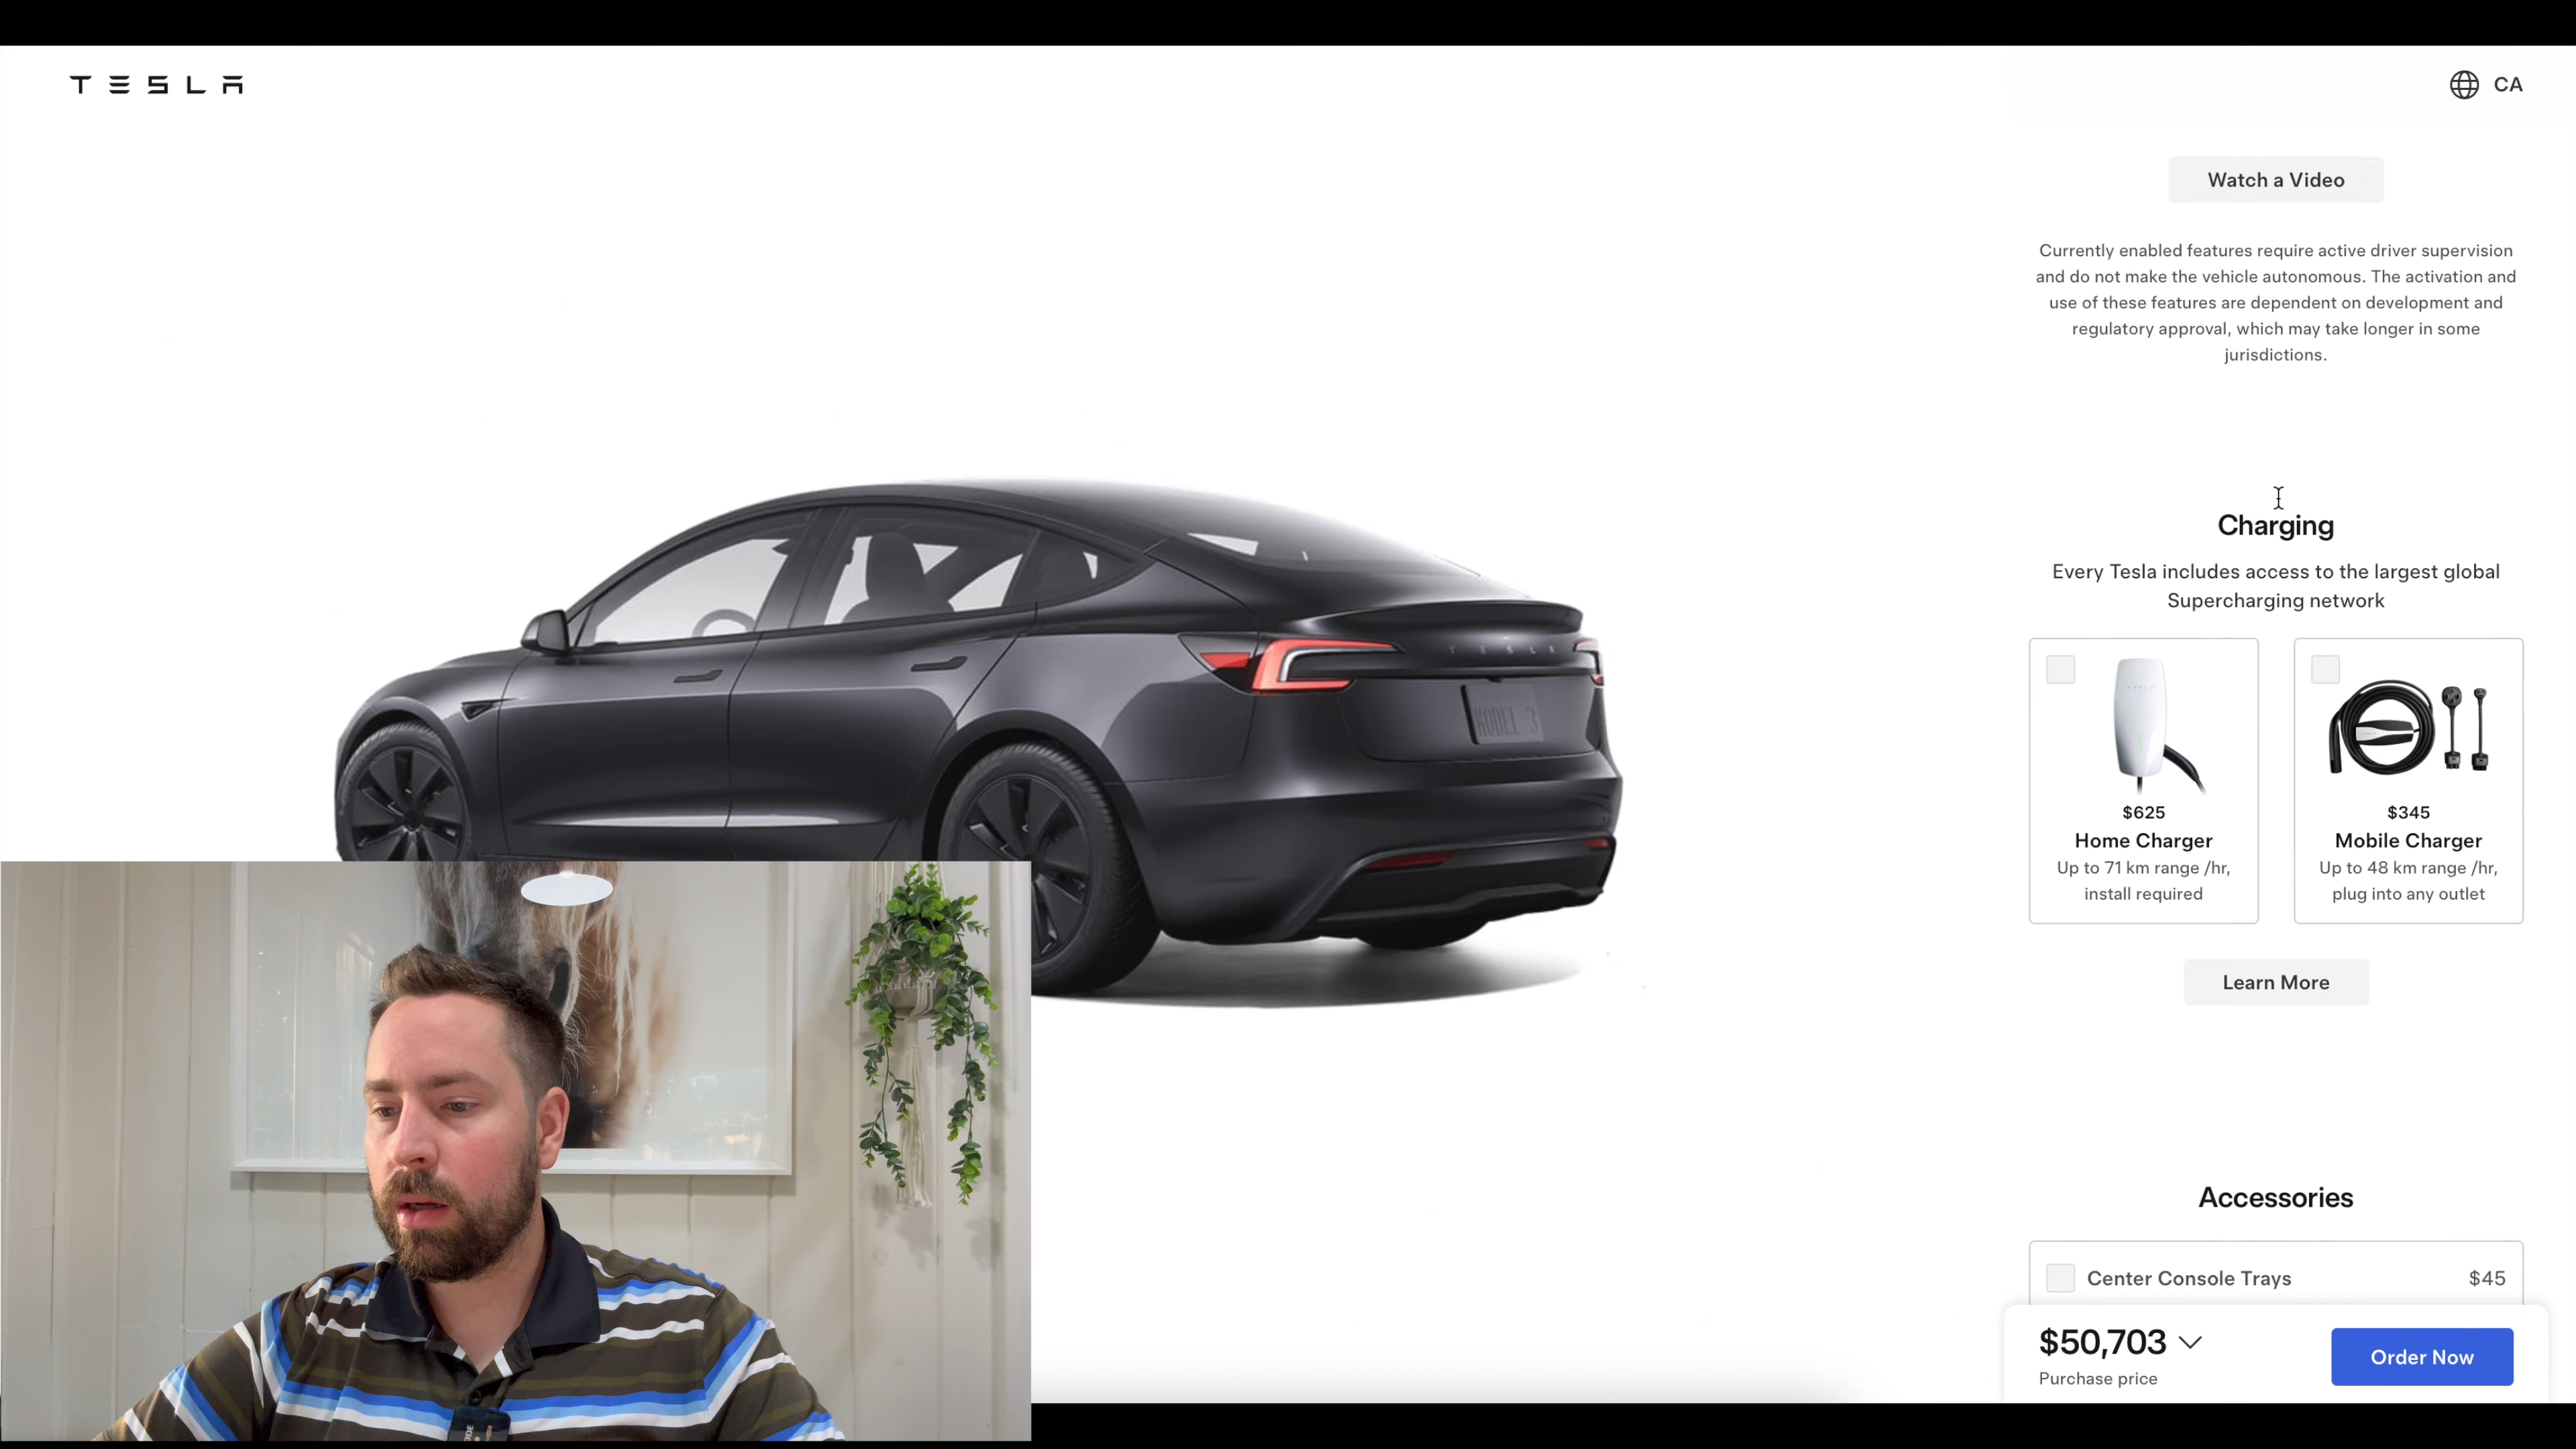 TESLA
CA
Watch a Video
Currently enabled features require active driver supervision
and do not make the vehicle autonomous. The activation and
use of these features are dependent on development and
regulatory approval, which may take longer in some
jurisdictions.
Charging
Every Tesla includes access to the largest global
Supercharging network
$625
Home Charger
Up to 71 km range /hr,
install required
$345
Mobile Charger
Up to 48 km range /hr,
plug into any outlet
Learn More
TESLA
MODEL 3
Accessories
Center Console Trays
$45
$50,703
Purchase price
Order Now